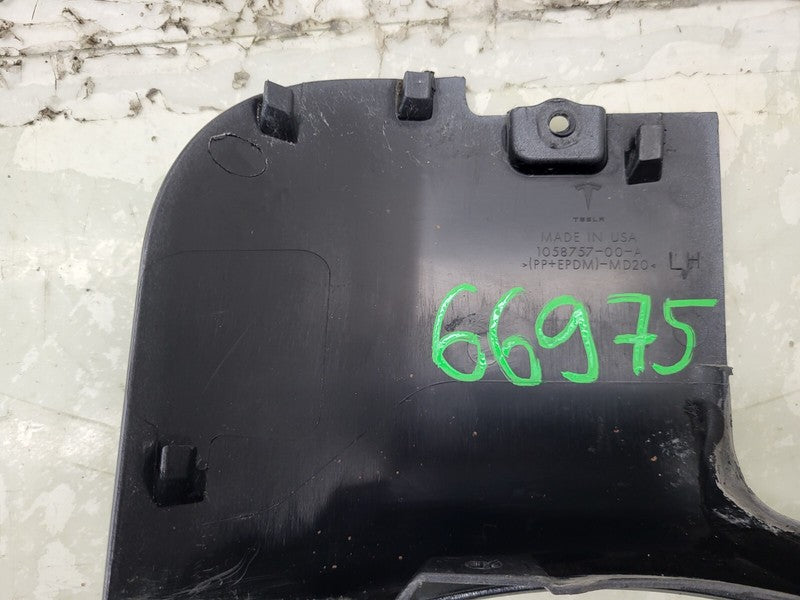 TESLA
MADE IN USA
1058757-00-A
>(PP+EPDM)-MD20< LH
66975